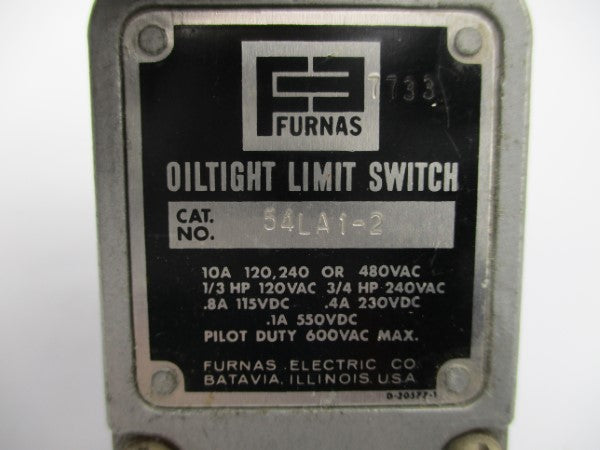 7733
FURNAS
OILTIGHT LIMIT SWITCH
CAT.
NO. 54LA1-2
10A 120,240 OR 480VAC
1/3 HP 120VAC 3/4 HP 240VAC
.8A 115VDC .4A 230VDC
.1A 550VDC
PILOT DUTY 600VAC MAX.
FURNAS ELECTRIC CO.
BATAVIA, ILLINOIS, U.S.A.
D-20577-1